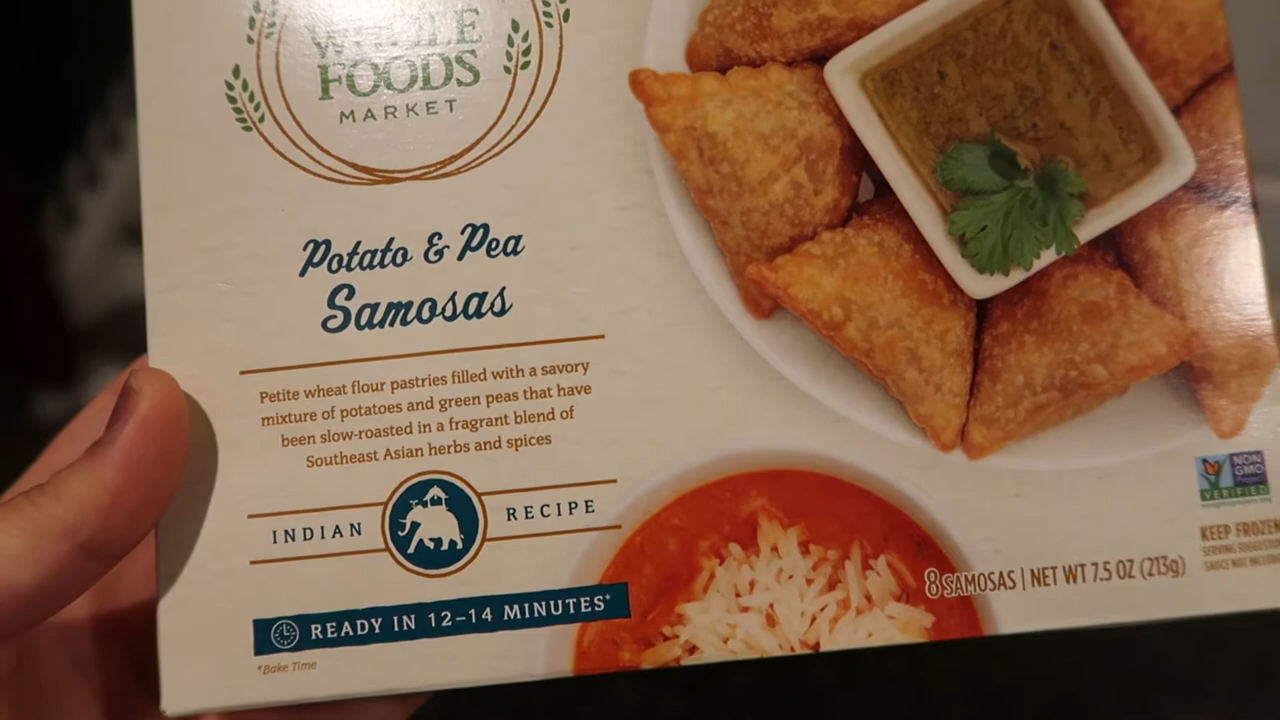 WHOLE
FOODS
MARKET
Potato & Pea
Samosas
Petite wheat flour pastries filled with a savory
mixture of potatoes and green peas that have
been slow-roasted in a fragrant blend of
Southeast Asian herbs and spices
INDIAN RECIPE
READY IN 12–14 MINUTES*
*Bake Time
8 SAMOSAS | NET WT 7.5 OZ (213g)
NON
GMO
Project
VERIFIED
KEEP FROZEN